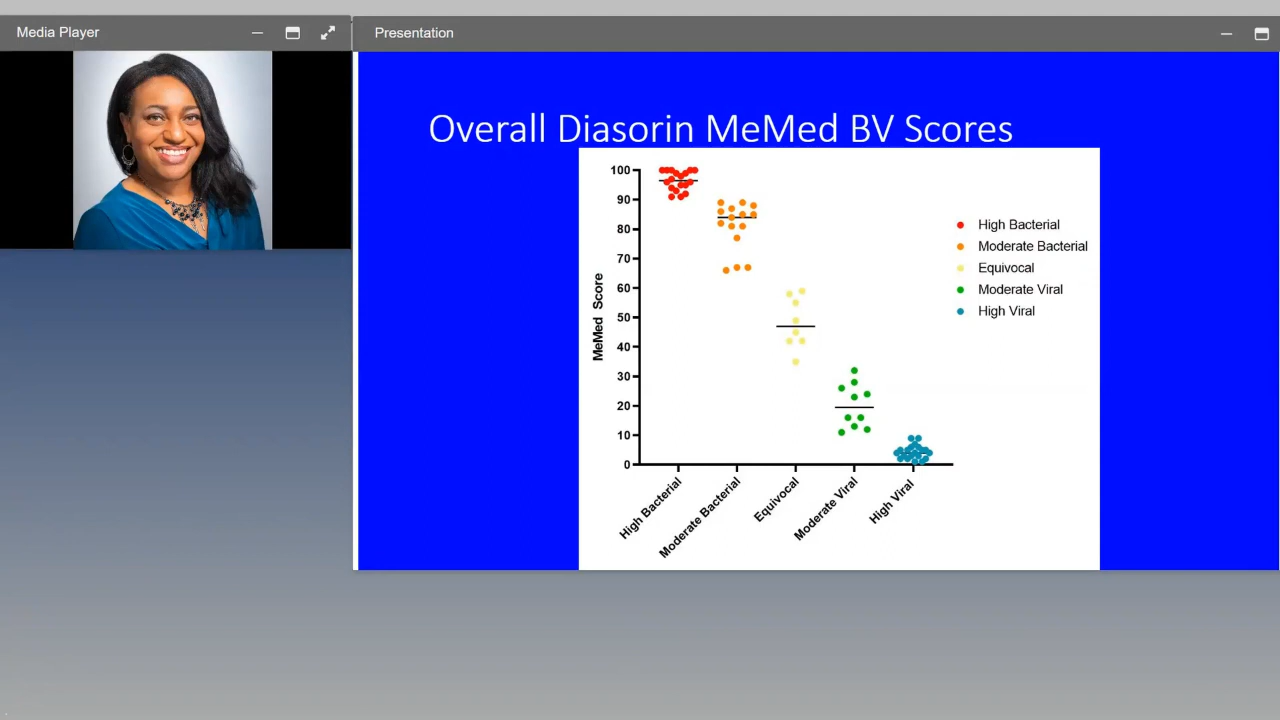 Media Player
Presentation
Overall Diasorin MeMed BV Scores
100
90
80
70
60
50
40
30
20
10
0
MeMed Score
High Bacterial
Moderate Bacterial
Equivocal
Moderate Viral
High Viral
High Bacterial
Moderate Bacterial
Equivocal
Moderate Viral
High Viral